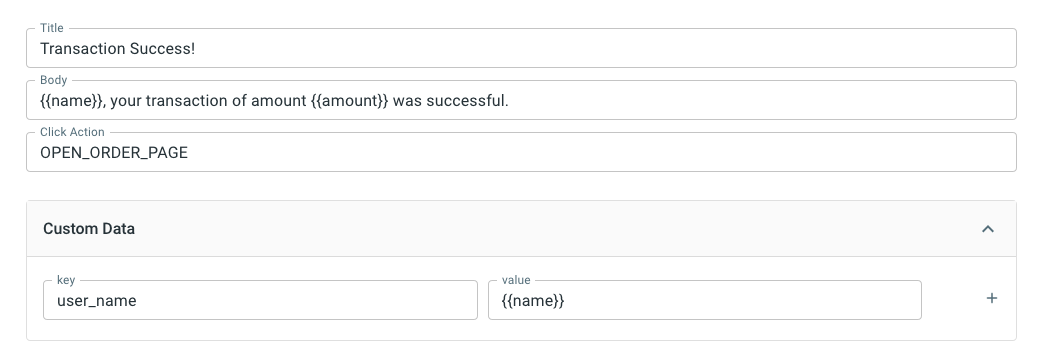 Title
Transaction Success!
Body
{{name}}, your transaction of amount {{amount}} was successful.
Click Action
OPEN_ORDER_PAGE
Custom Data
key
user_name
value
{{name}}
+